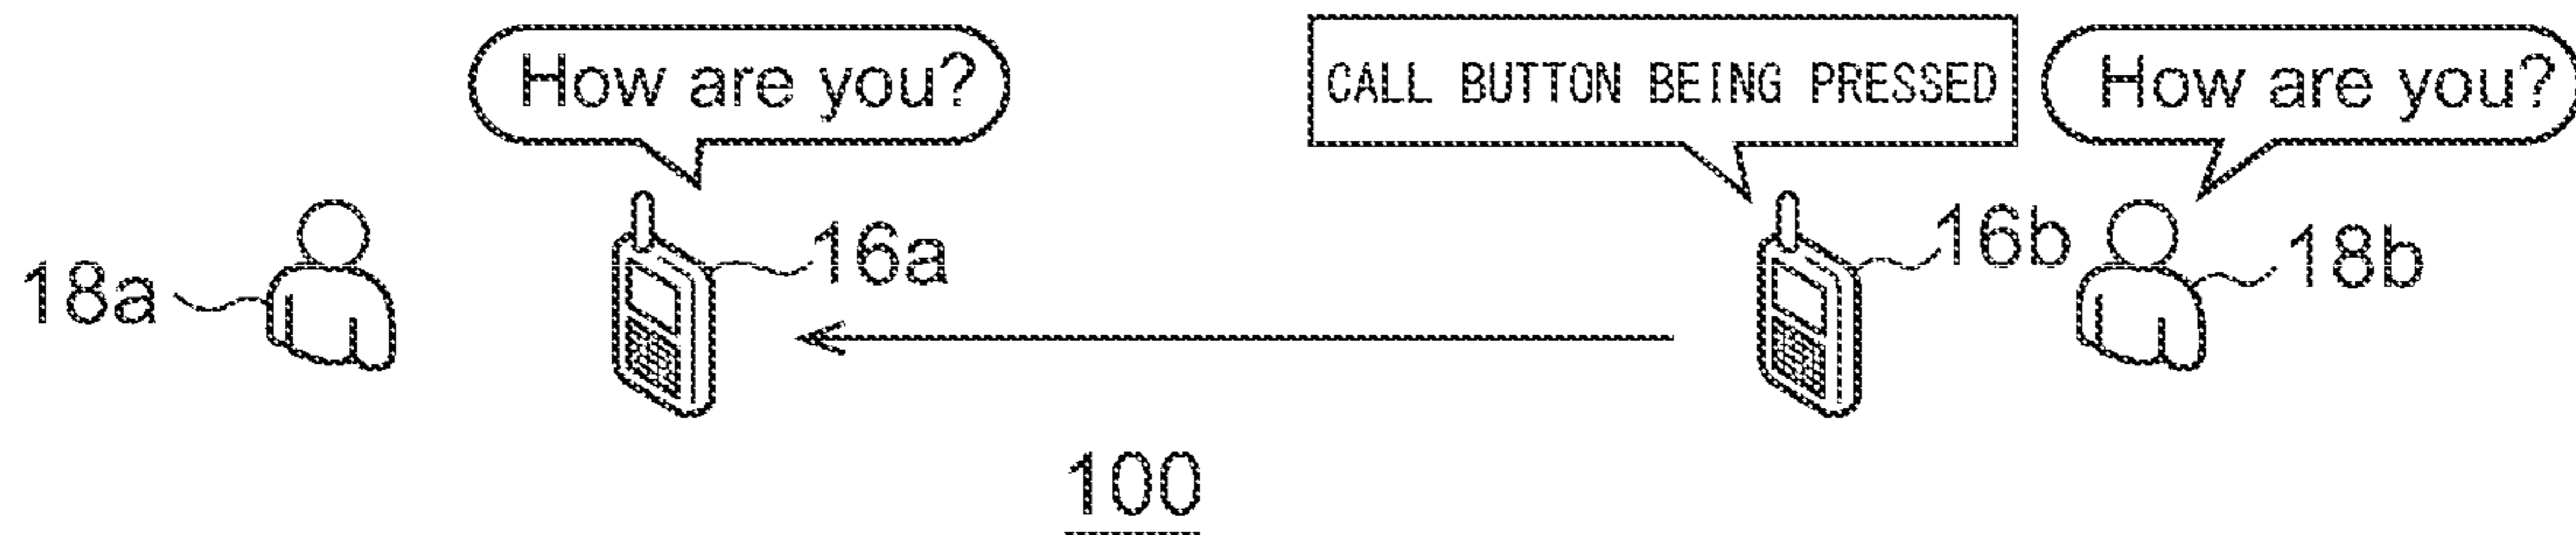 How are you?
CALL BUTTON BEING PRESSED
How are you?
18a
16a
16b
18b
100